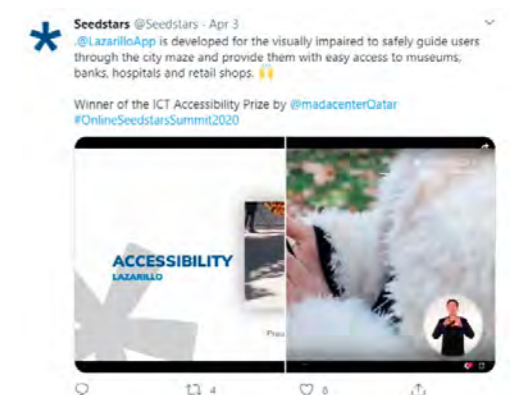 Seedstars @Seedstars · Apr 3
.@LazarilloApp is developed for the visually impaired to safely guide users
through the city maze and provide them with easy access to museums,
banks, hospitals and retail shops. 🙌
Winner of the ICT Accessibility Prize by @madacenterQatar
#OnlineSeedstarsSummit2020
ACCESSIBILITY
LAZARILLO
4
8